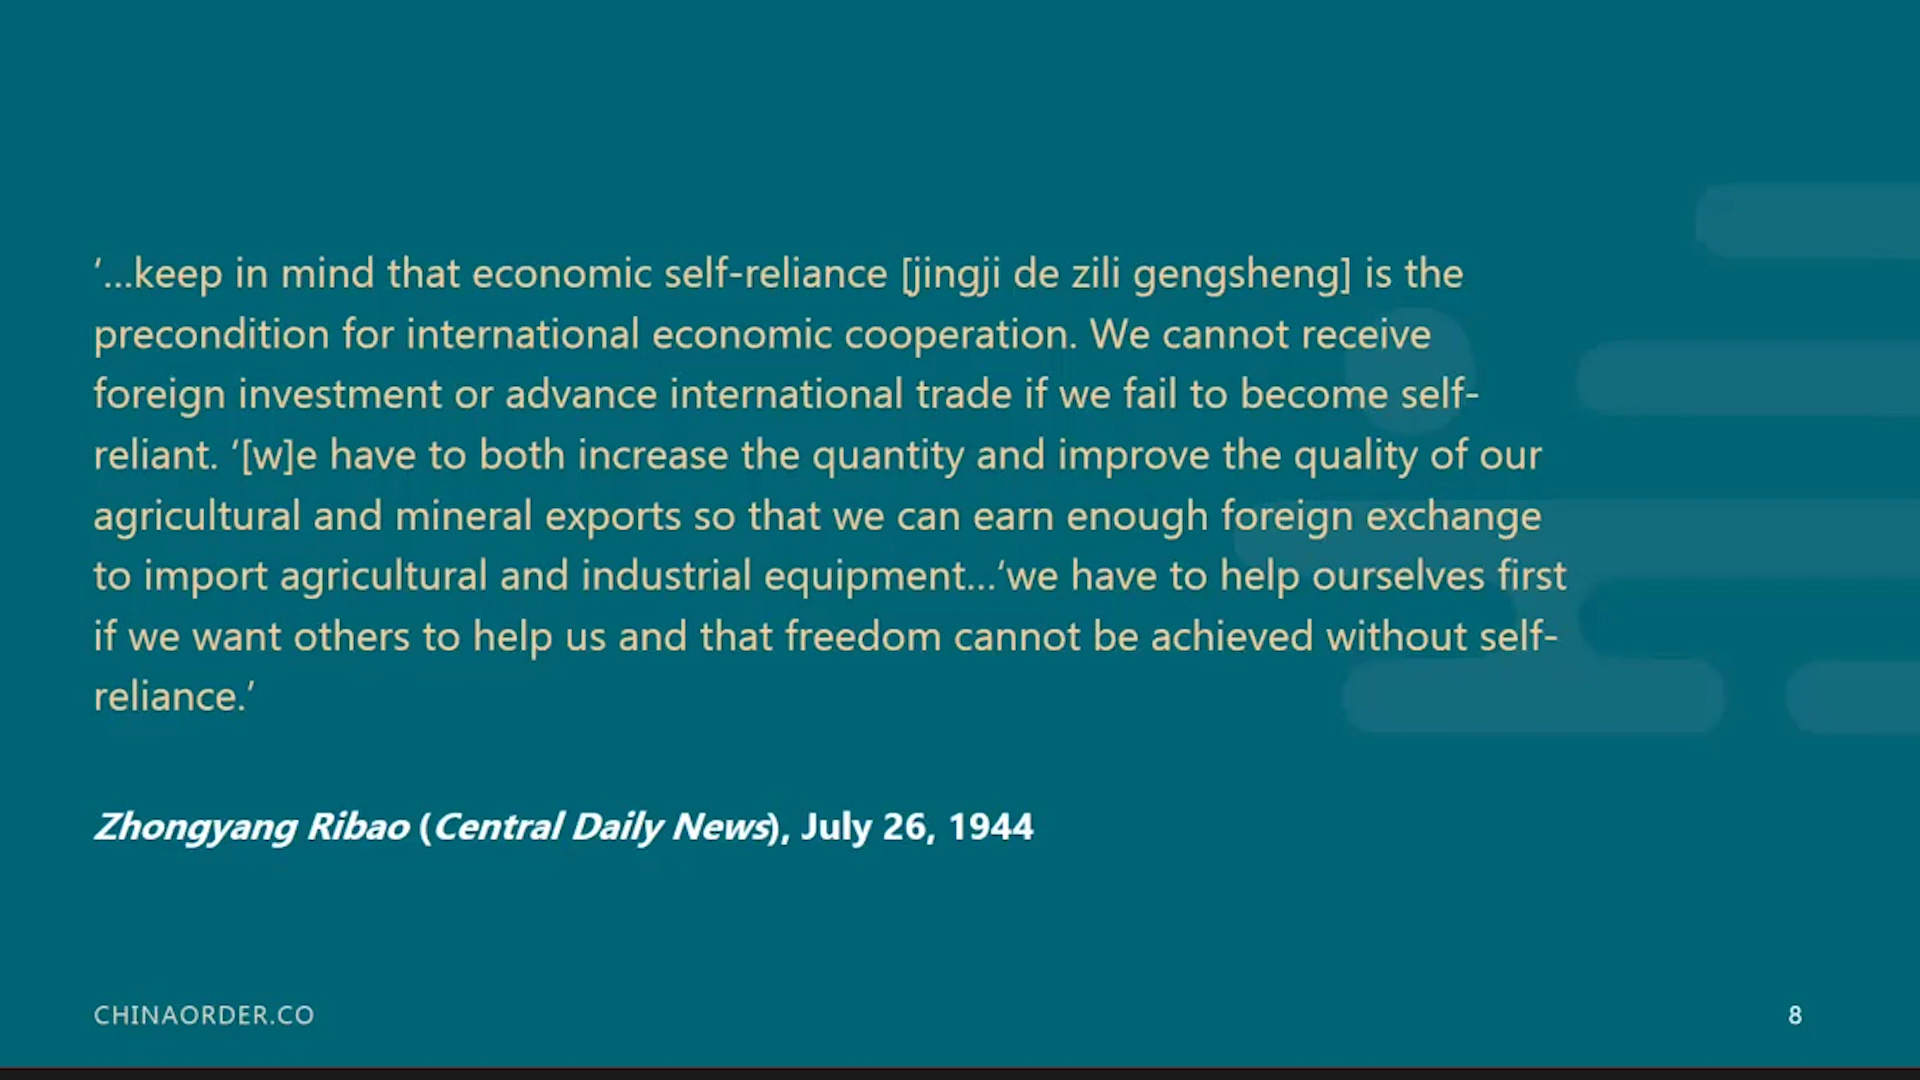 ‘...keep in mind that economic self-reliance [jingji de zili gengsheng] is the
precondition for international economic cooperation. We cannot receive
foreign investment or advance international trade if we fail to become self-
reliant. ‘[w]e have to both increase the quantity and improve the quality of our
agricultural and mineral exports so that we can earn enough foreign exchange
to import agricultural and industrial equipment...‘we have to help ourselves first
if we want others to help us and that freedom cannot be achieved without self-
reliance.’
Zhongyang Ribao (Central Daily News), July 26, 1944
CHINAORDER.CO
8